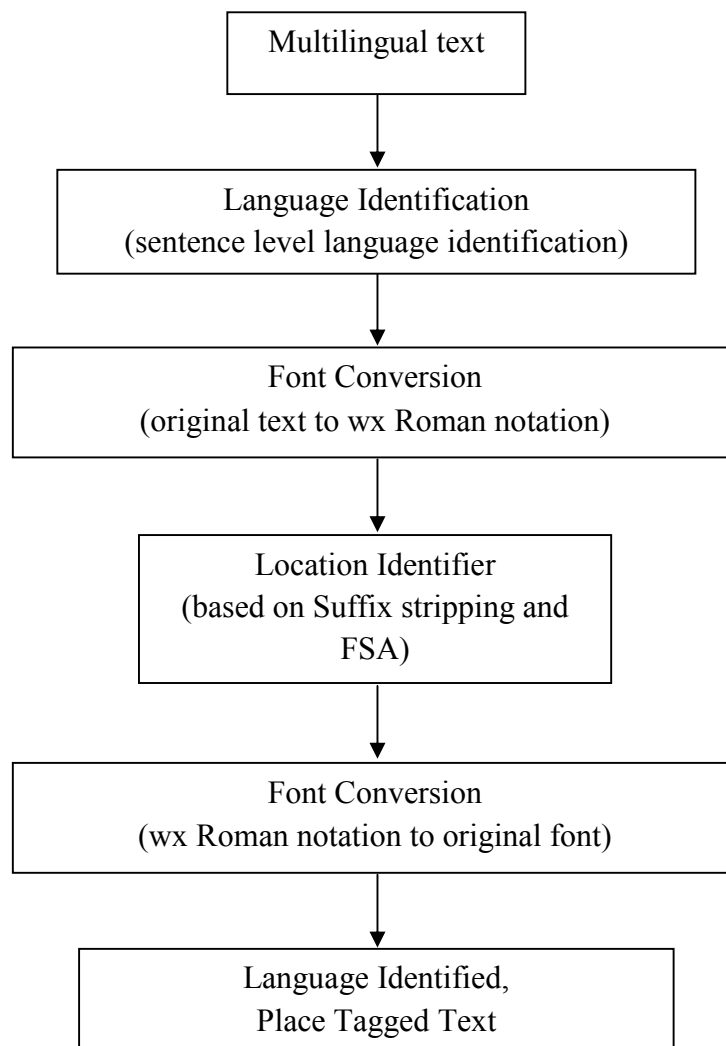 Multilingual text
Language Identification
(sentence level language identification)
Font Conversion
(original text to wx Roman notation)
Location Identifier
(based on Suffix stripping and
FSA)
Font Conversion
(wx Roman notation to original font)
Language Identified,
Place Tagged Text